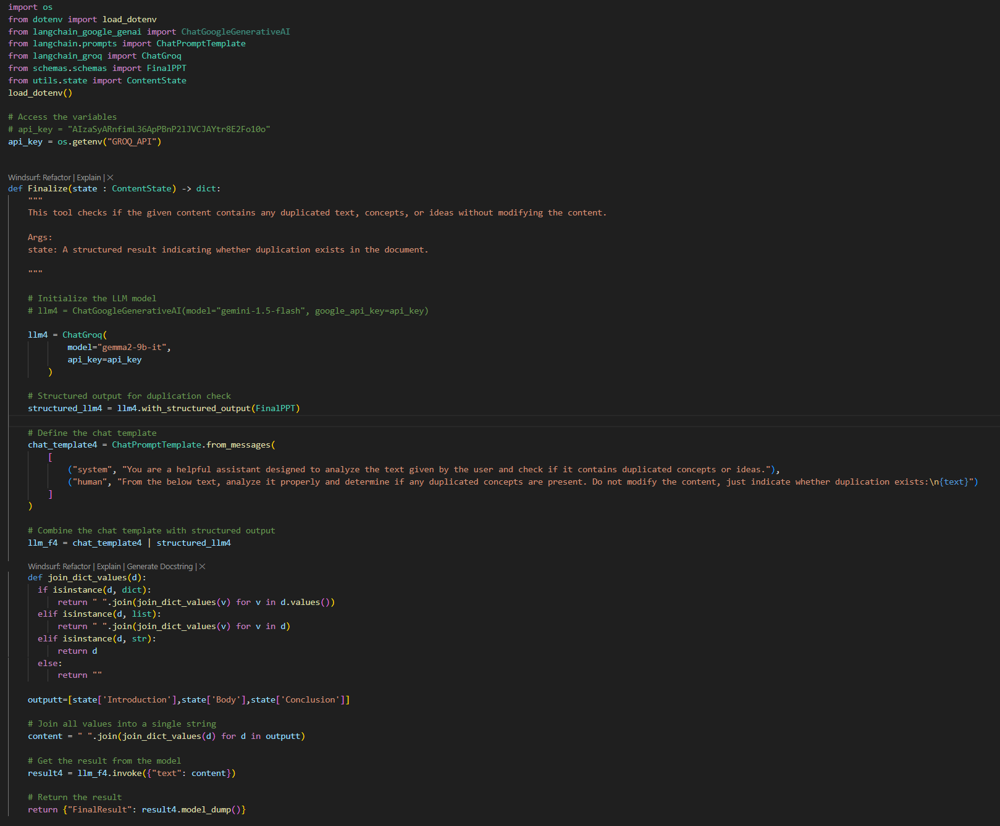 import os
from dotenv import load_dotenv
from langchain_google_genai import ChatGoogleGenerativeAI
from langchain.prompts import ChatPromptTemplate
from langchain_groq import ChatGroq
from schemas.schemas import FinalPPT
from utils.state import ContentState
load_dotenv()

# Access the variables
# api_key = "AIzaSyARnfimL36ApPBnP2lJVCJAYtr8E2Fo10o"
api_key = os.getenv("GROQ_API")

Windsurf: Refactor | Explain | ×
def Finalize(state : ContentState) -> dict:
    """
    This tool checks if the given content contains any duplicated text, concepts, or ideas without modifying the content.

    Args:
    state: A structured result indicating whether duplication exists in the document.

    """

    # Initialize the LLM model
    # llm4 = ChatGoogleGenerativeAI(model="gemini-1.5-flash", google_api_key=api_key)

    llm4 = ChatGroq(
            model="gemma2-9b-it",
            api_key=api_key
        )

    # Structured output for duplication check
    structured_llm4 = llm4.with_structured_output(FinalPPT)

    # Define the chat template
    chat_template4 = ChatPromptTemplate.from_messages(
        [
            ("system", "You are a helpful assistant designed to analyze the text given by the user and check if it contains duplicated concepts or ideas."),
            ("human", "From the below text, analyze it properly and determine if any duplicated concepts are present. Do not modify the content, just indicate whether duplication exists:\n{text}")
        ]
    )

    # Combine the chat template with structured output
    llm_f4 = chat_template4 | structured_llm4

    Windsurf: Refactor | Explain | Generate Docstring | ×
    def join_dict_values(d):
      if isinstance(d, dict):
          return " ".join(join_dict_values(v) for v in d.values())
      elif isinstance(d, list):
          return " ".join(join_dict_values(v) for v in d)
      elif isinstance(d, str):
          return d
      else:
          return ""

    outputt=[state['Introduction'],state['Body'],state['Conclusion']]

    # Join all values into a single string
    content = " ".join(join_dict_values(d) for d in outputt)

    # Get the result from the model
    result4 = llm_f4.invoke({"text": content})

    # Return the result
    return {"FinalResult": result4.model_dump()}